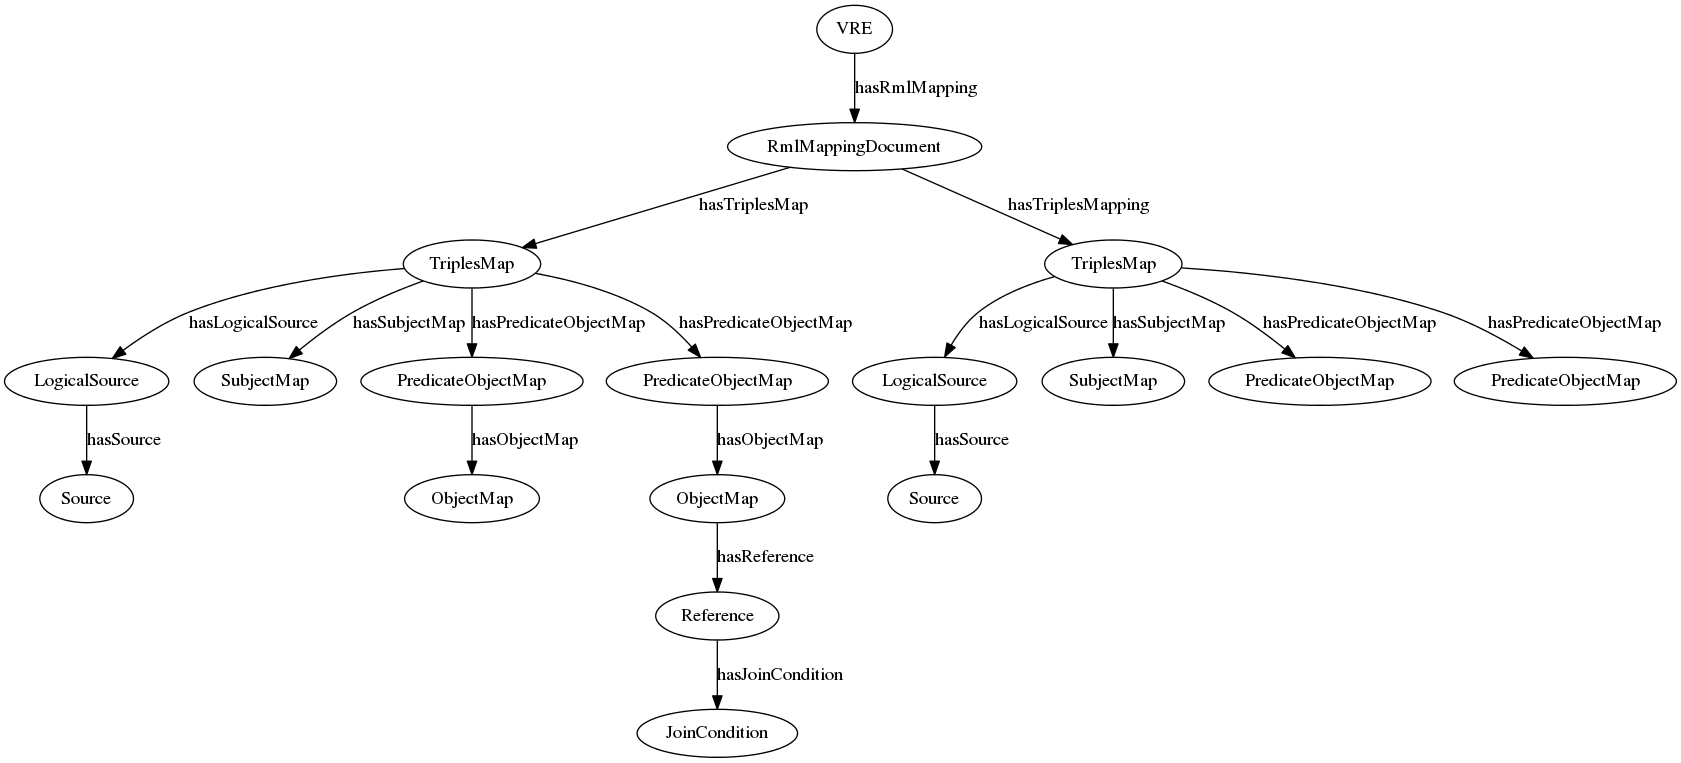 VRE
hasRmlMapping
RmlMappingDocument
hasTriplesMap
hasTriplesMapping
TriplesMap
TriplesMap
hasLogicalSource
hasSubjectMap
hasPredicateObjectMap
hasPredicateObjectMap
hasLogicalSource
hasSubjectMap
hasPredicateObjectMap
hasPredicateObjectMap
LogicalSource
SubjectMap
PredicateObjectMap
PredicateObjectMap
LogicalSource
SubjectMap
PredicateObjectMap
PredicateObjectMap
hasSource
hasObjectMap
hasObjectMap
hasSource
Source
ObjectMap
ObjectMap
Source
hasReference
Reference
hasJoinCondition
JoinCondition